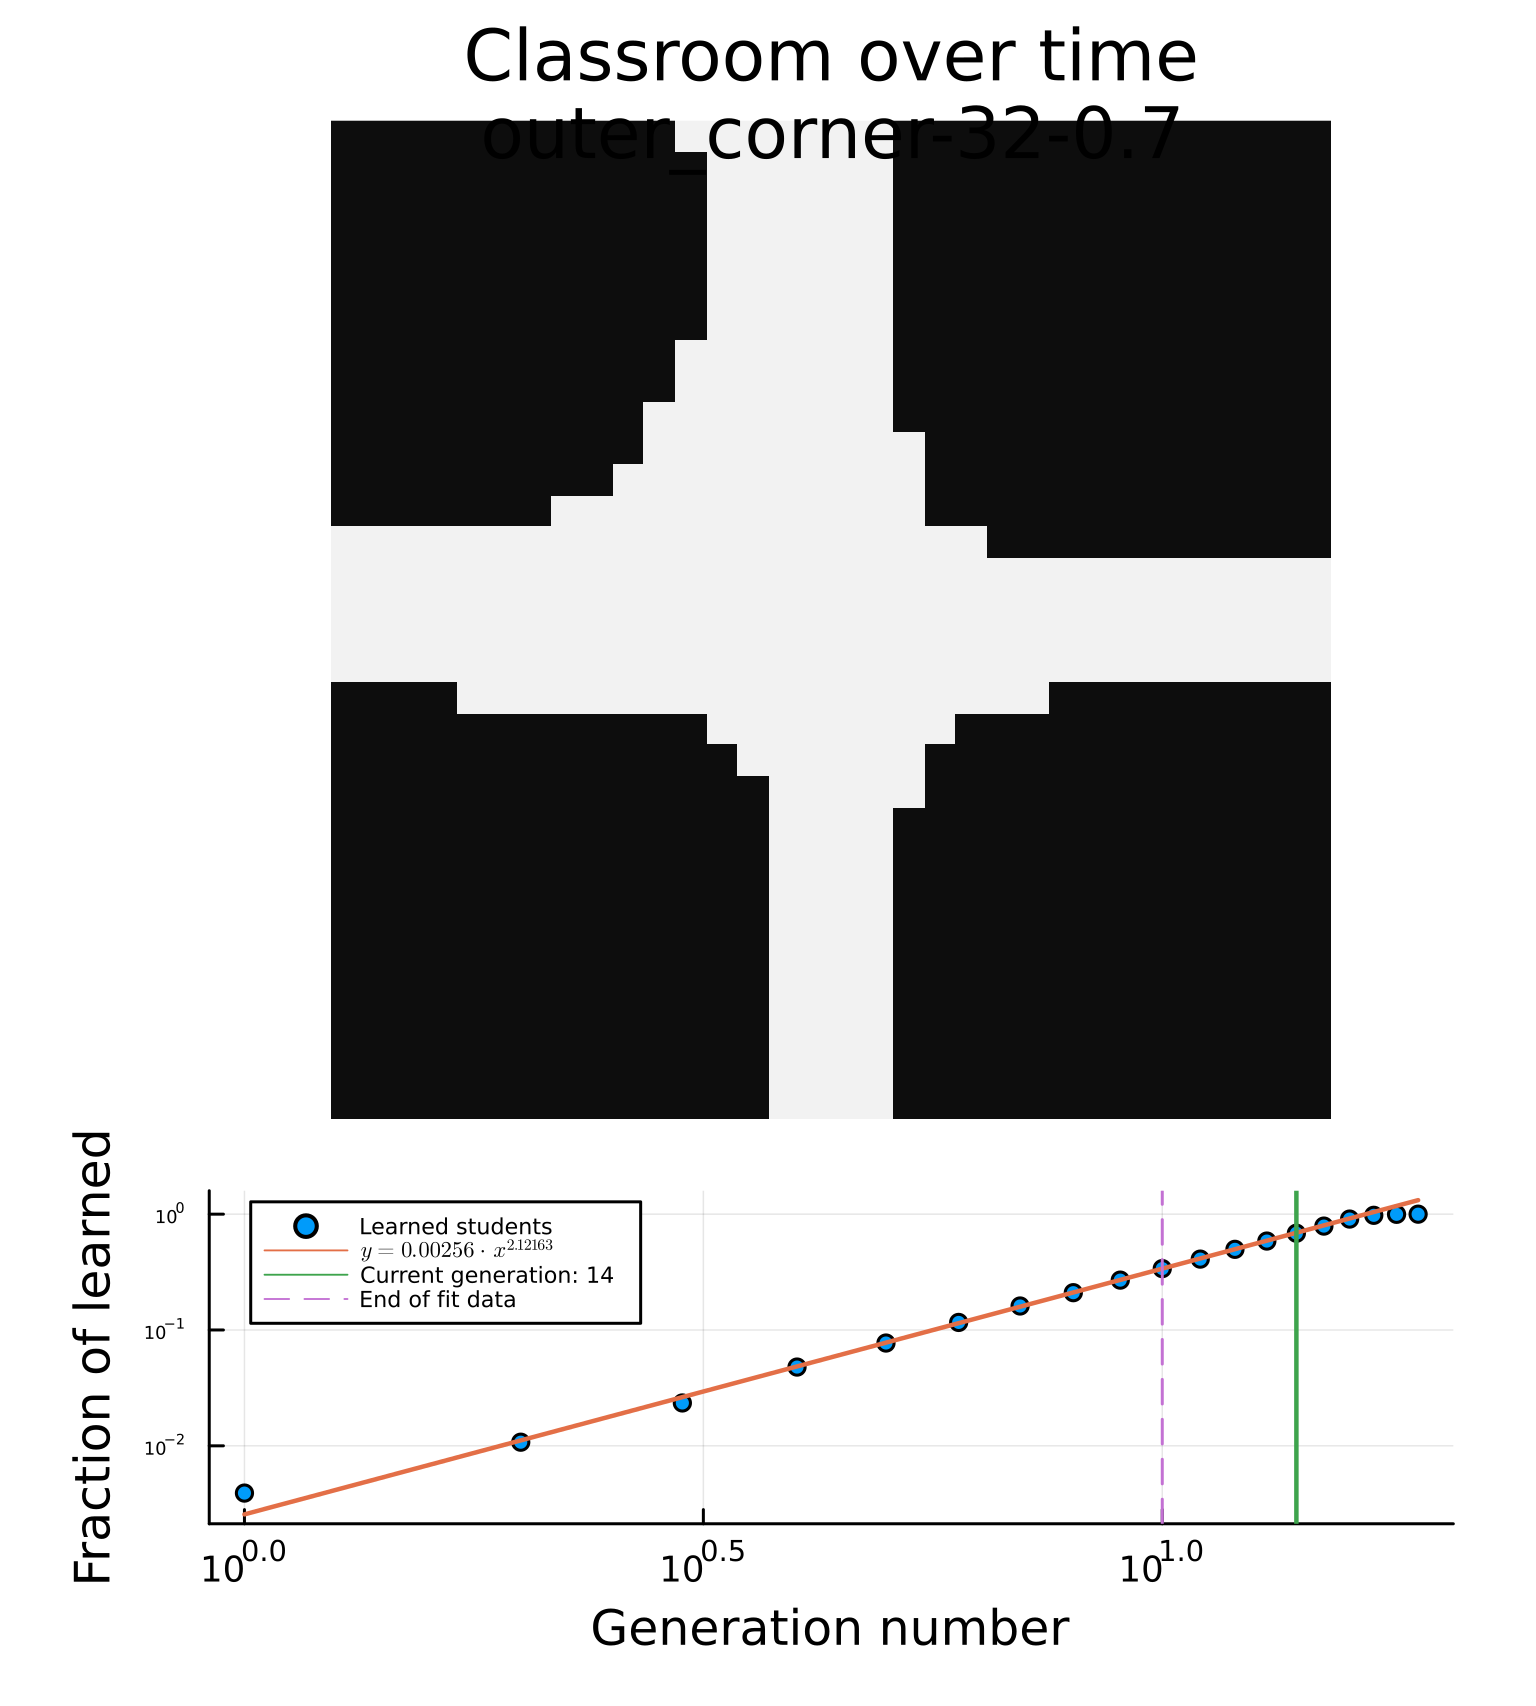 Classroom over time
outer_corner-32-0.7
Fraction of learned
10^0
10^−1
10^−2
Learned students
y = 0.00256 · x^2.12163
Current generation: 14
End of fit data
10^0.0
10^0.5
10^1.0
Generation number